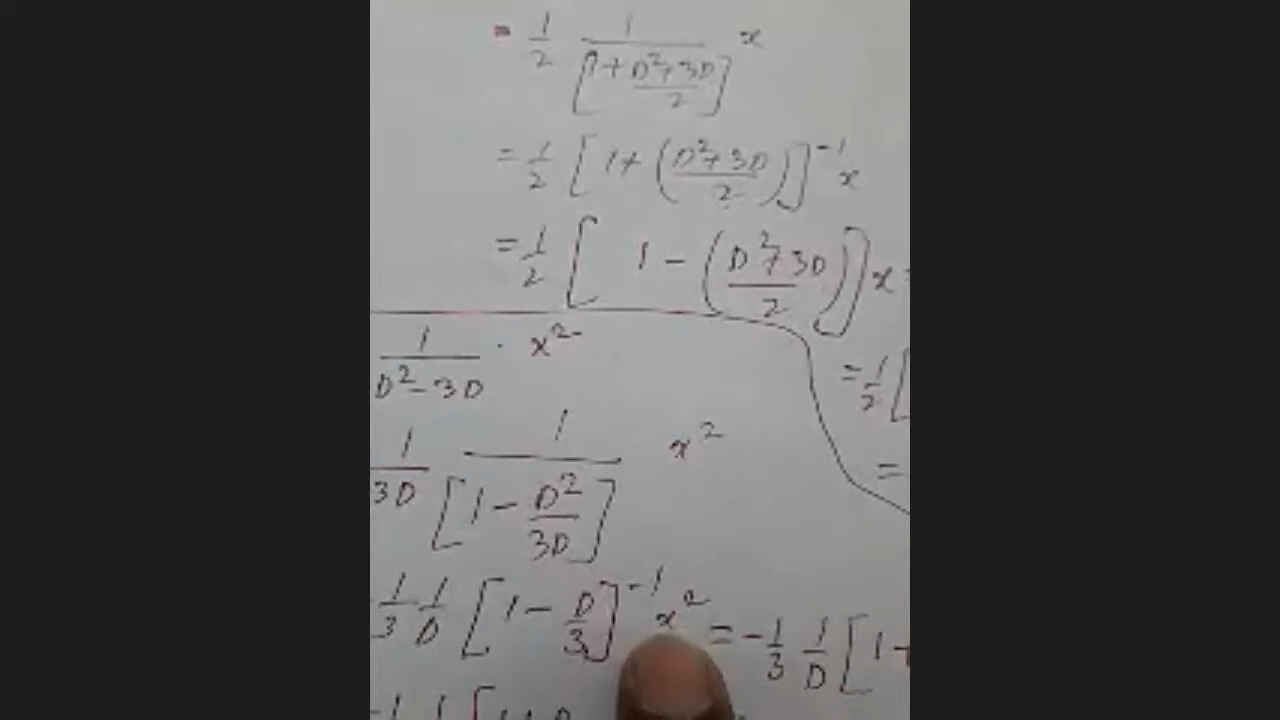 = 1/2 1/[1 + (D² + 3D)/2] x
= 1/2 [1 + ((D² + 3D)/2)]⁻¹ x
= 1/2 [1 - ((D² + 3D)/2)] x
1/(D² - 3D) · x²
= 1/2 [
1/3D 1/[1 - D²/3D] x²
=
1/3 1/D [1 - D/3]⁻¹ x² = - 1/3 1/D [1 +